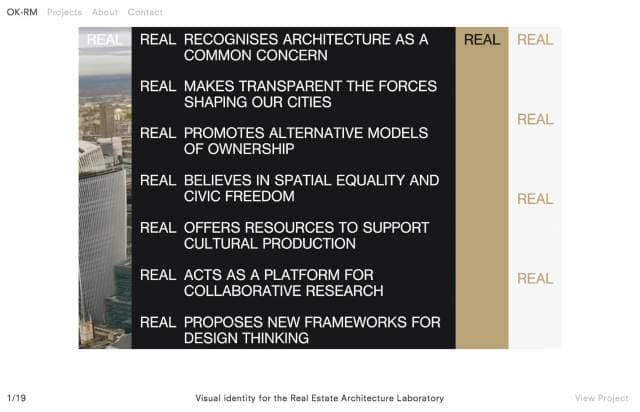 OK-RM Projects About Contact
REAL
REAL RECOGNISES ARCHITECTURE AS A
COMMON CONCERN
REAL MAKES TRANSPARENT THE FORCES
SHAPING OUR CITIES
REAL PROMOTES ALTERNATIVE MODELS
OF OWNERSHIP
REAL BELIEVES IN SPATIAL EQUALITY AND
CIVIC FREEDOM
REAL OFFERS RESOURCES TO SUPPORT
CULTURAL PRODUCTION
REAL ACTS AS A PLATFORM FOR
COLLABORATIVE RESEARCH
REAL PROPOSES NEW FRAMEWORKS FOR
DESIGN THINKING
REAL
REAL
REAL
REAL
REAL
1/19
Visual identity for the Real Estate Architecture Laboratory
View Project